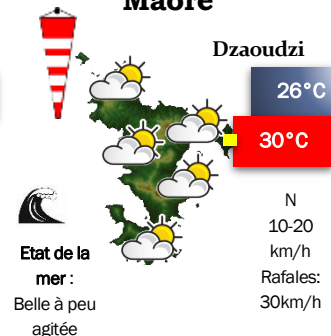 Maore
Dzaoudzi
26°C
30°C
N
10-20
km/h
Rafales:
30km/h
Etat de la
mer :
Belle à peu
agitée